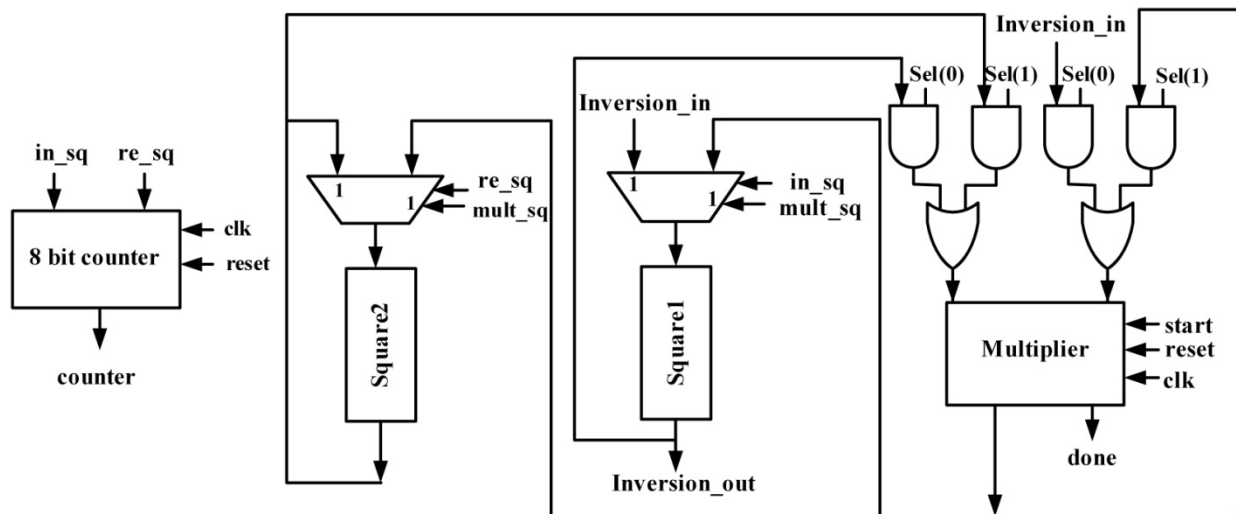 Inversion_in
Sel(0)
Sel(1)
Sel(0)
Sel(1)
Inversion_in
in_sq
re_sq
1
1
re_sq
mult_sq
1
1
in_sq
mult_sq
8 bit counter
clk
reset
Square2
Square1
Multiplier
start
reset
clk
counter
Inversion_out
done